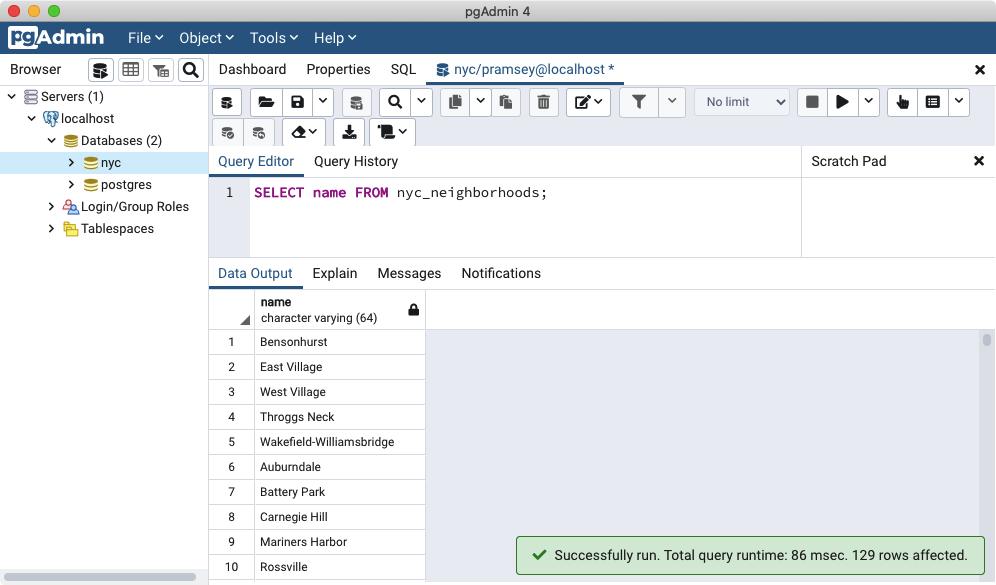 pgAdmin 4
pgAdmin File Object Tools Help
Browser
Dashboard Properties SQL nyc/pramsey@localhost *
Servers (1)
localhost
Databases (2)
nyc
postgres
Login/Group Roles
Tablespaces
No limit
Query Editor Query History
Scratch Pad
1 SELECT name FROM nyc_neighborhoods;
Data Output Explain Messages Notifications
name
character varying (64)
1 Bensonhurst
2 East Village
3 West Village
4 Throggs Neck
5 Wakefield-Williamsbridge
6 Auburndale
7 Battery Park
8 Carnegie Hill
9 Mariners Harbor
10 Rossville
Successfully run. Total query runtime: 86 msec. 129 rows affected.